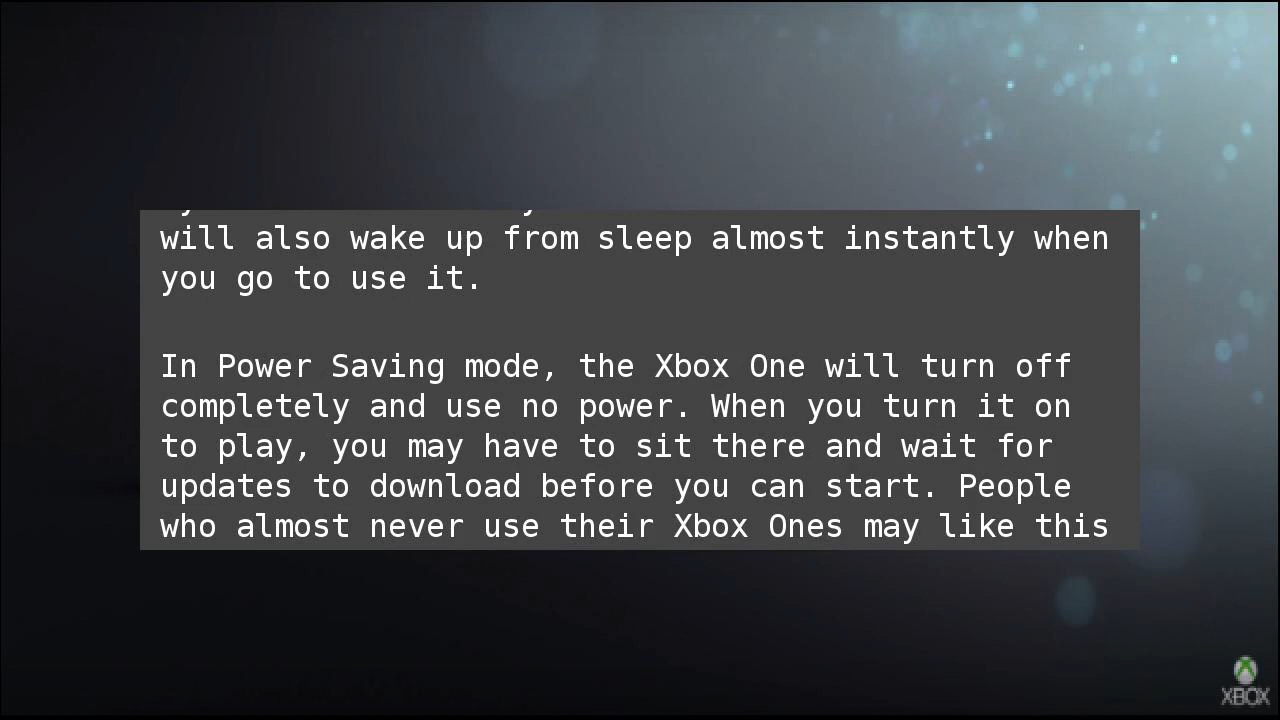 will also wake up from sleep almost instantly when
you go to use it.
In Power Saving mode, the Xbox One will turn off
completely and use no power. When you turn it on
to play, you may have to sit there and wait for
updates to download before you can start. People
who almost never use their Xbox Ones may like this
XBOX